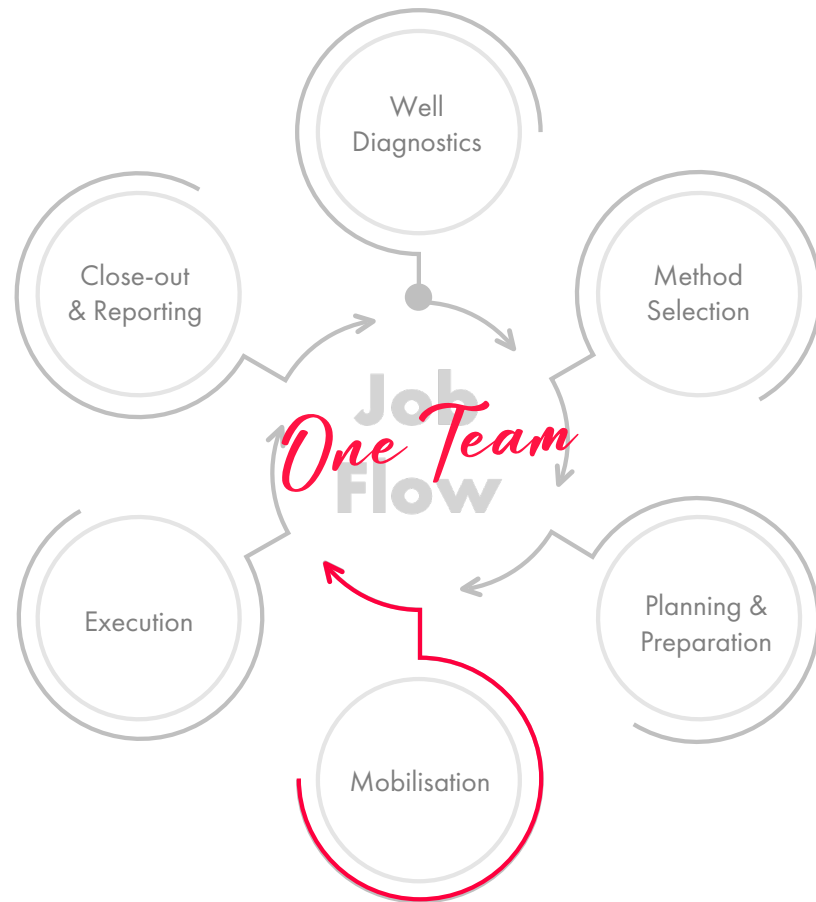 Well
Diagnostics
Method
Selection
Planning &
Preparation
Mobilisation
Execution
Close-out
& Reporting
Job
One Team
Flow